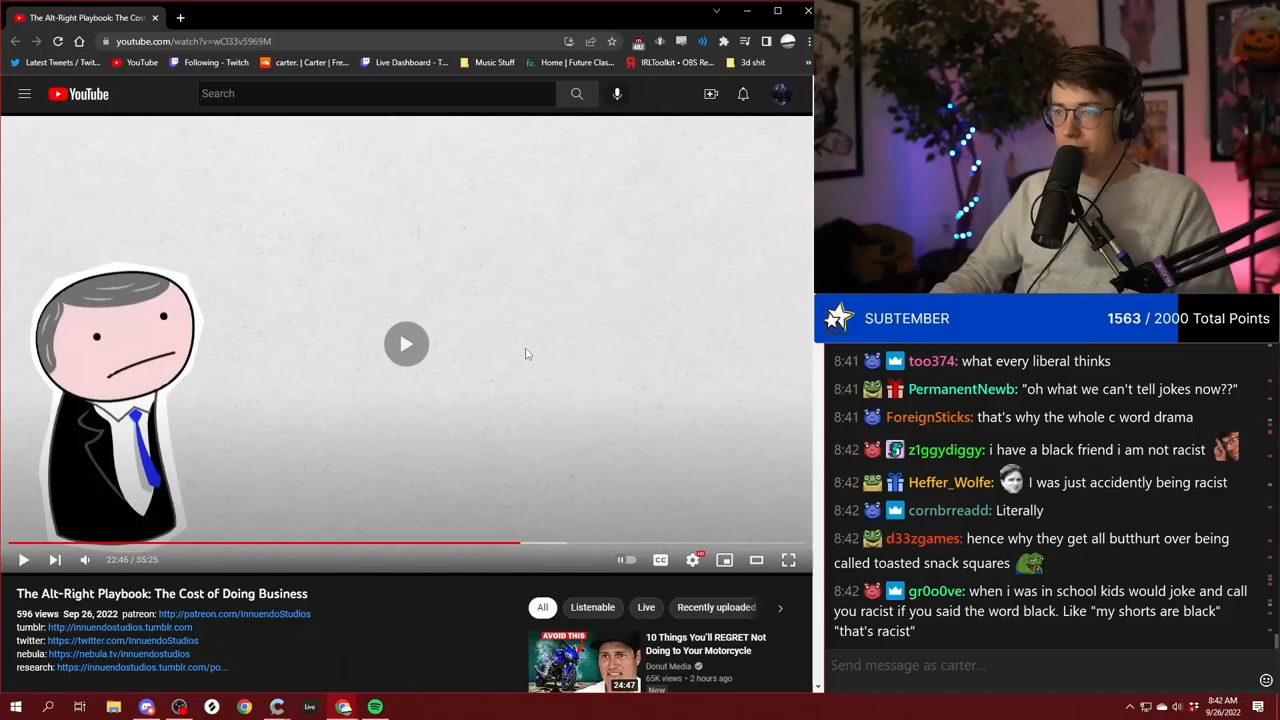 The Alt-Right Playbook: The Cos
youtube.com/watch?v=wCl33v5969M
482
Latest Tweets / Twit...
YouTube
Following - Twitch
carter. | Carter | Fre...
Live Dashboard - T...
Music Stuff
Home | Future Clas...
IRLToolkit • OBS Re...
3d shit
»
YouTube
Search
22:46 / 35:25
CC
HD
The Alt-Right Playbook: The Cost of Doing Business
596 views Sep 26, 2022 patreon: http://patreon.com/InnuendoStudios
tumblr: http://innuendostudios.tumblr.com
twitter: https://twitter.com/InnuendoStudios
nebula: https://nebula.tv/innuendostudios
research: https://innuendostudios.tumblr.com/po...
All
Listenable
Live
Recently uploaded
AVOID THIS
24:47
10 Things You'll REGRET Not
Doing to Your Motorcycle
Donut Media
65K views • 2 hours ago
New
SUBTEMBER
1563 / 2000 Total Points
8:41 too374: what every liberal thinks
8:41 PermanentNewb: "oh what we can't tell jokes now??"
8:41 ForeignSticks: that's why the whole c word drama
8:42 z1ggydiggy: i have a black friend i am not racist
8:42 Heffer_Wolfe: I was just accidently being racist
8:42 cornbrreadd: Literally
8:42 d33zgames: hence why they get all butthurt over being
called toasted snack squares
8:42 gr0o0ve: when i was in school kids would joke and call
you racist if you said the word black. Like "my shorts are black"
"that's racist"
Send message as carter...
Live
8:42 AM
9/26/2022